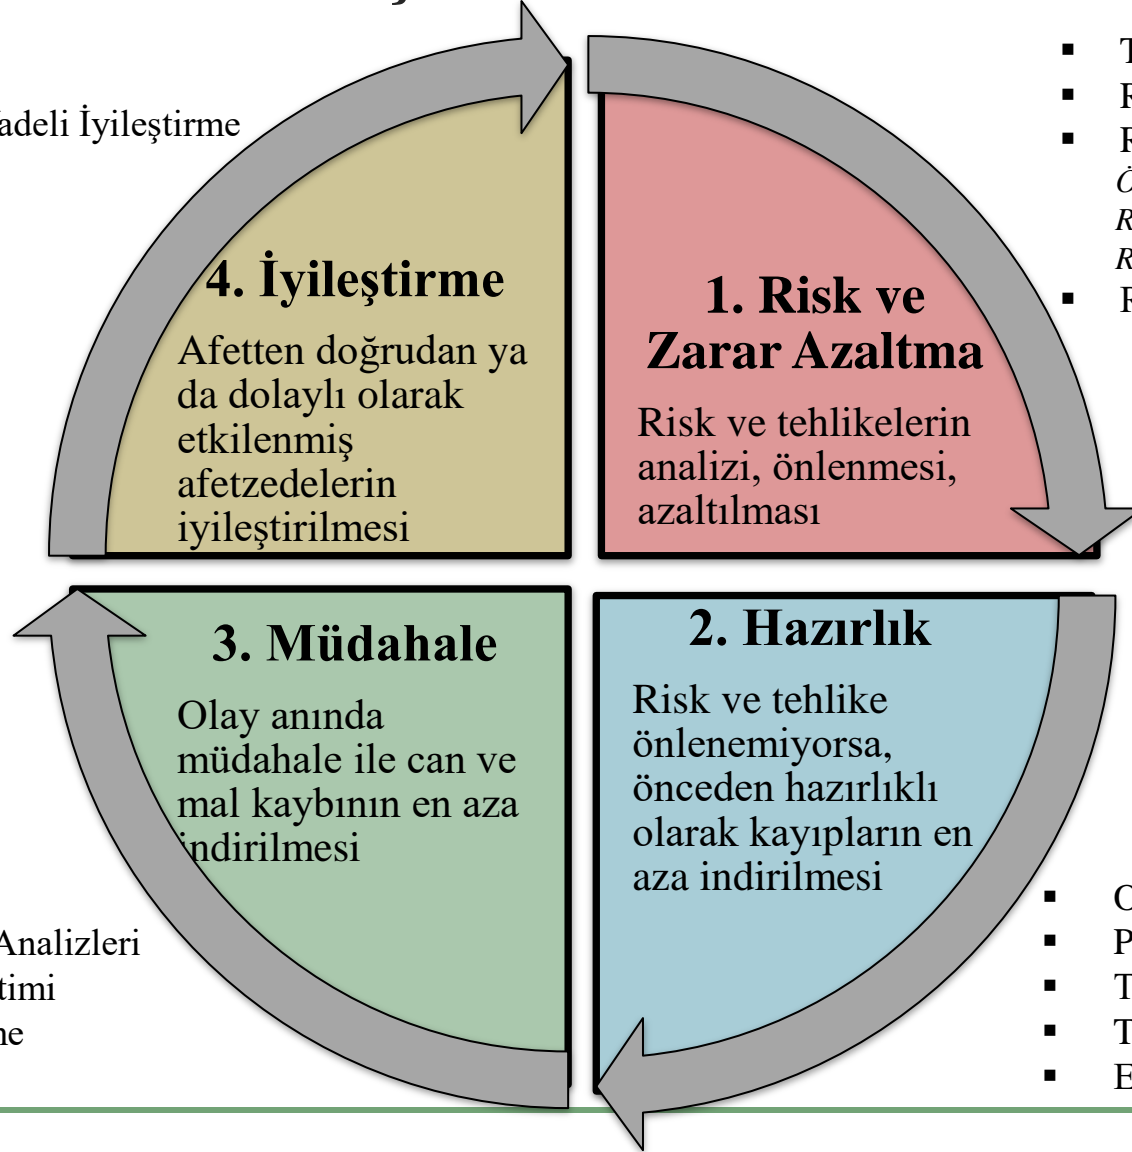 adeli İyileştirme
4. İyileştirme
Afetten doğrudan ya
da dolaylı olarak
etkilenmiş
afetzedelerin
iyileştirilmesi
1. Risk ve
Zarar Azaltma
Risk ve tehlikelerin
analizi, önlenmesi,
azaltılması
3. Müdahale
Olay anında
müdahale ile can ve
mal kaybının en aza
indirilmesi
2. Hazırlık
Risk ve tehlike
önlenemiyorsa,
önceden hazırlıklı
olarak kayıpların en
aza indirilmesi
Analizleri
timi
ne
T
R
R
Ö
R
R
R
O
P
T
T
E